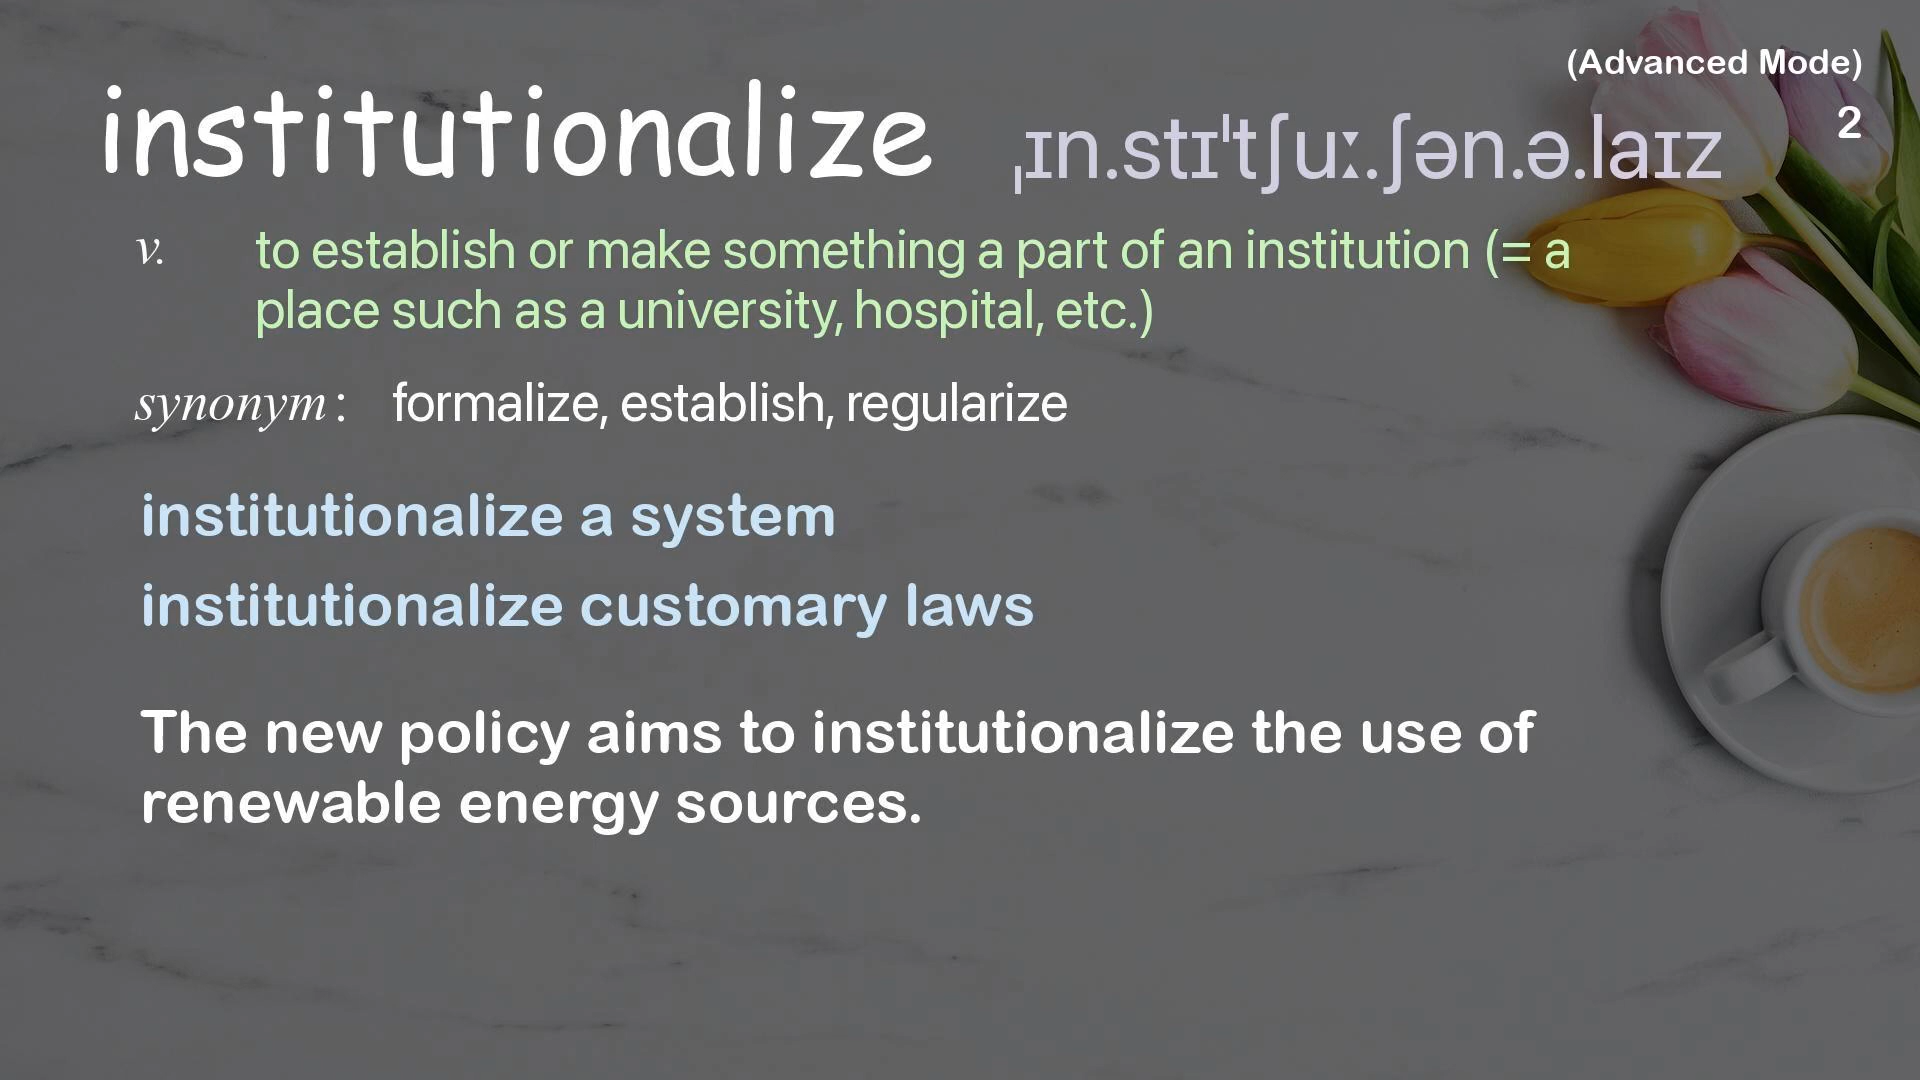 (Advanced Mode)
institutionalize ˌɪn.stɪˈtʃuː.ʃən.ə.laɪz 2
v. to establish or make something a part of an institution (= a
place such as a university, hospital, etc.)
synonym : formalize, establish, regularize
institutionalize a system
institutionalize customary laws
The new policy aims to institutionalize the use of
renewable energy sources.